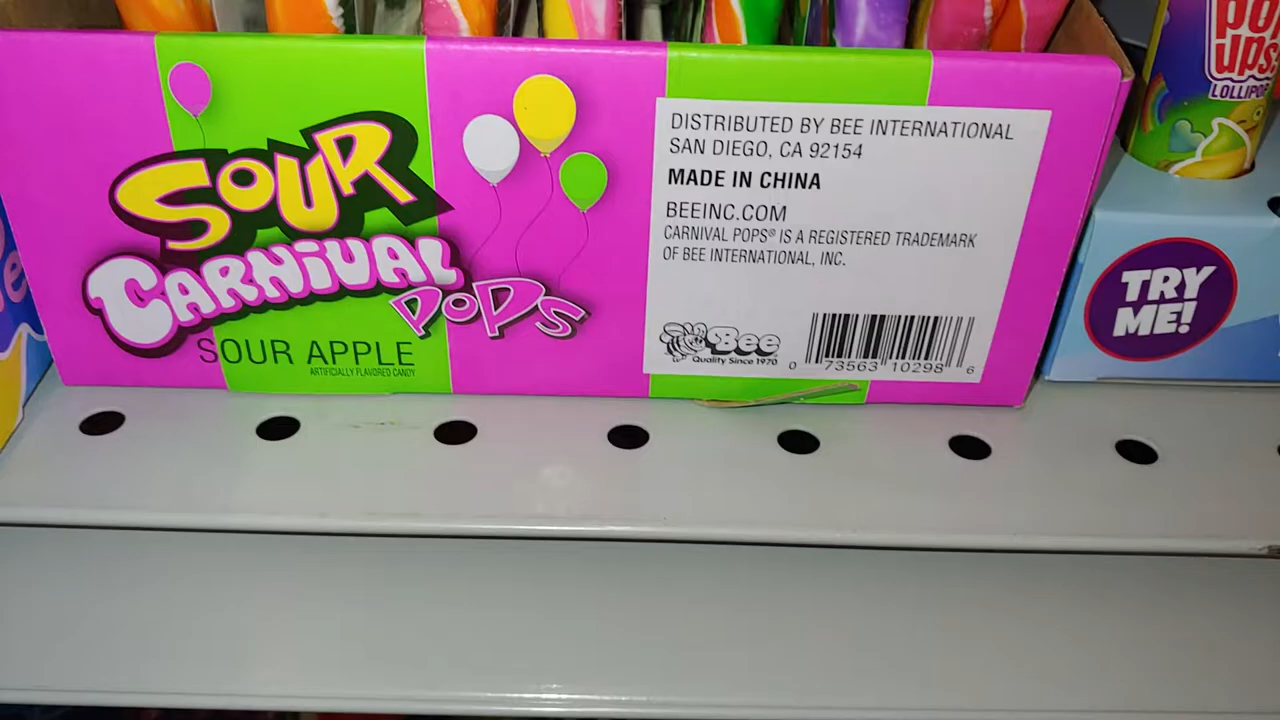 SOUR
CARNIVAL
POPS
SOUR APPLE
ARTIFICIALLY FLAVORED CANDY
DISTRIBUTED BY BEE INTERNATIONAL
SAN DIEGO, CA 92154
MADE IN CHINA
BEEINC.COM
CARNIVAL POPS® IS A REGISTERED TRADEMARK
OF BEE INTERNATIONAL, INC.
Bee
Quality Since 1970
0 73563 10298 6
pop
ups!
LOLLIPOP
TRY
ME!